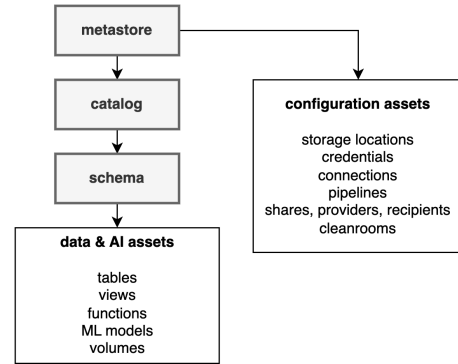 metastore
catalog
schema
data & AI assets
tables
views
functions
ML models
volumes
configuration assets
storage locations
credentials
connections
pipelines
shares, providers, recipients
cleanrooms